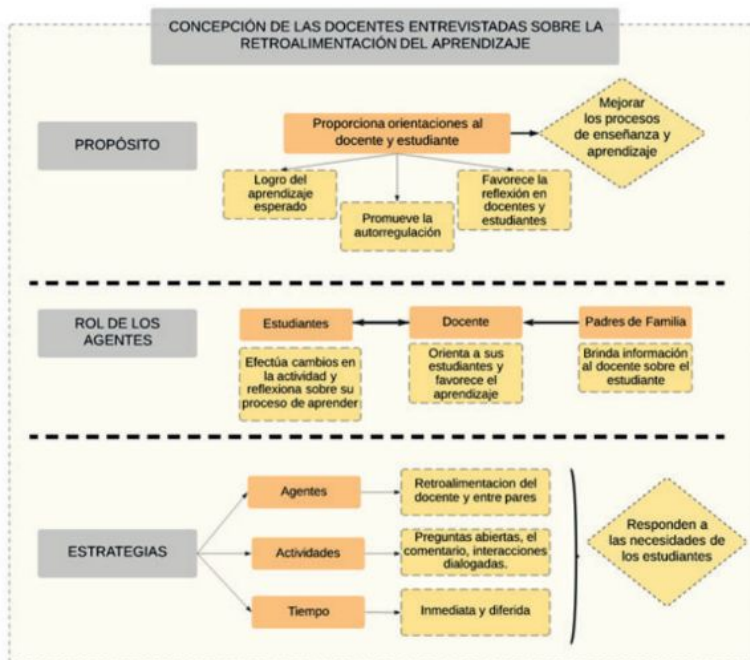 CONCEPCIÓN DE LAS DOCENTES ENTREVISTADAS SOBRE LA
RETROALIMENTACIÓN DEL APRENDIZAJE
PROPÓSITO
Proporciona orientaciones al
docente y estudiante
Mejorar
los procesos
de enseñanza y
aprendizaje
Logro del
aprendizaje
esperado
Promueve la
autorregulación
Favorece la
reflexión en
docentes y
estudiantes
ROL DE LOS
AGENTES
Estudiantes
Docente
Padres de Familia
Efectúa cambios en
la actividad y
reflexiona sobre su
proceso de aprender
Orienta a sus
estudiantes y
favorece el
aprendizaje
Brinda información
al docente sobre el
estudiante
ESTRATEGIAS
Agentes
Retroalimentacion del
docente y entre pares
Actividades
Preguntas abiertas, el
comentario, interacciones
dialogadas.
Tiempo
Inmediata y diferida
Responden a
las necesidades de
los estudiantes